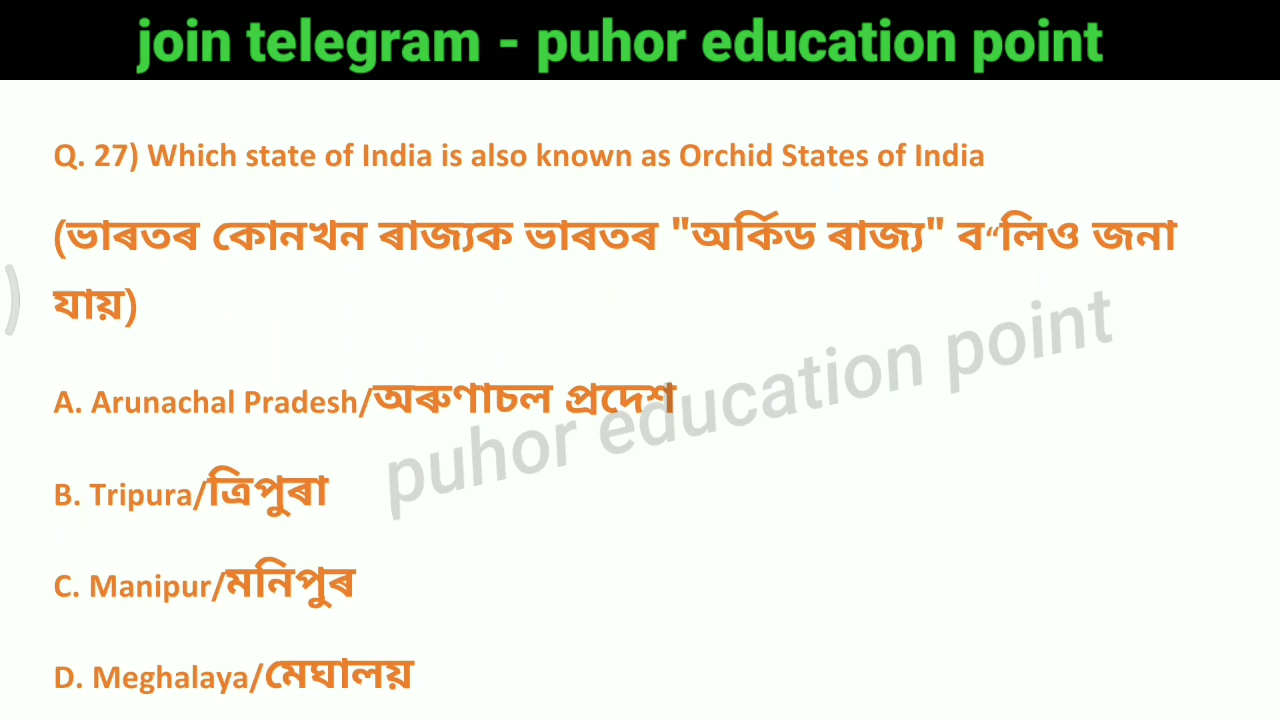 join telegram - puhor education point
Q. 27) Which state of India is also known as Orchid States of India
(ভাৰতৰ কোনখন ৰাজ্যক ভাৰতৰ "অৰ্কিড ৰাজ্য" ব“লিও জনা
যায়)
A. Arunachal Pradesh/অৰুণাচল প্ৰদেশ
puhor education point
B. Tripura/ত্ৰিপুৰা
C. Manipur/মনিপুৰ
D. Meghalaya/মেঘালয়